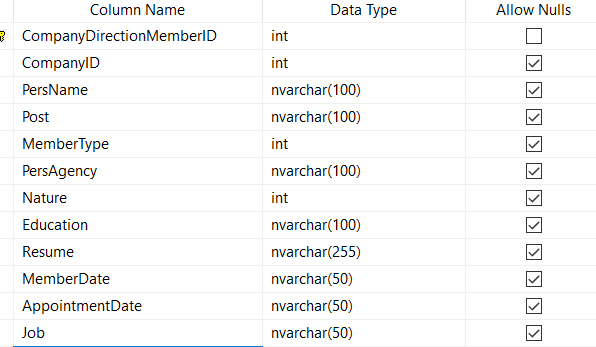 Column Name Data Type Allow Nulls
CompanyDirectionMemberID int
CompanyID int
PersName nvarchar(100)
Post nvarchar(100)
MemberType int
PersAgency nvarchar(100)
Nature int
Education nvarchar(100)
Resume nvarchar(255)
MemberDate nvarchar(50)
AppointmentDate nvarchar(50)
Job nvarchar(50)